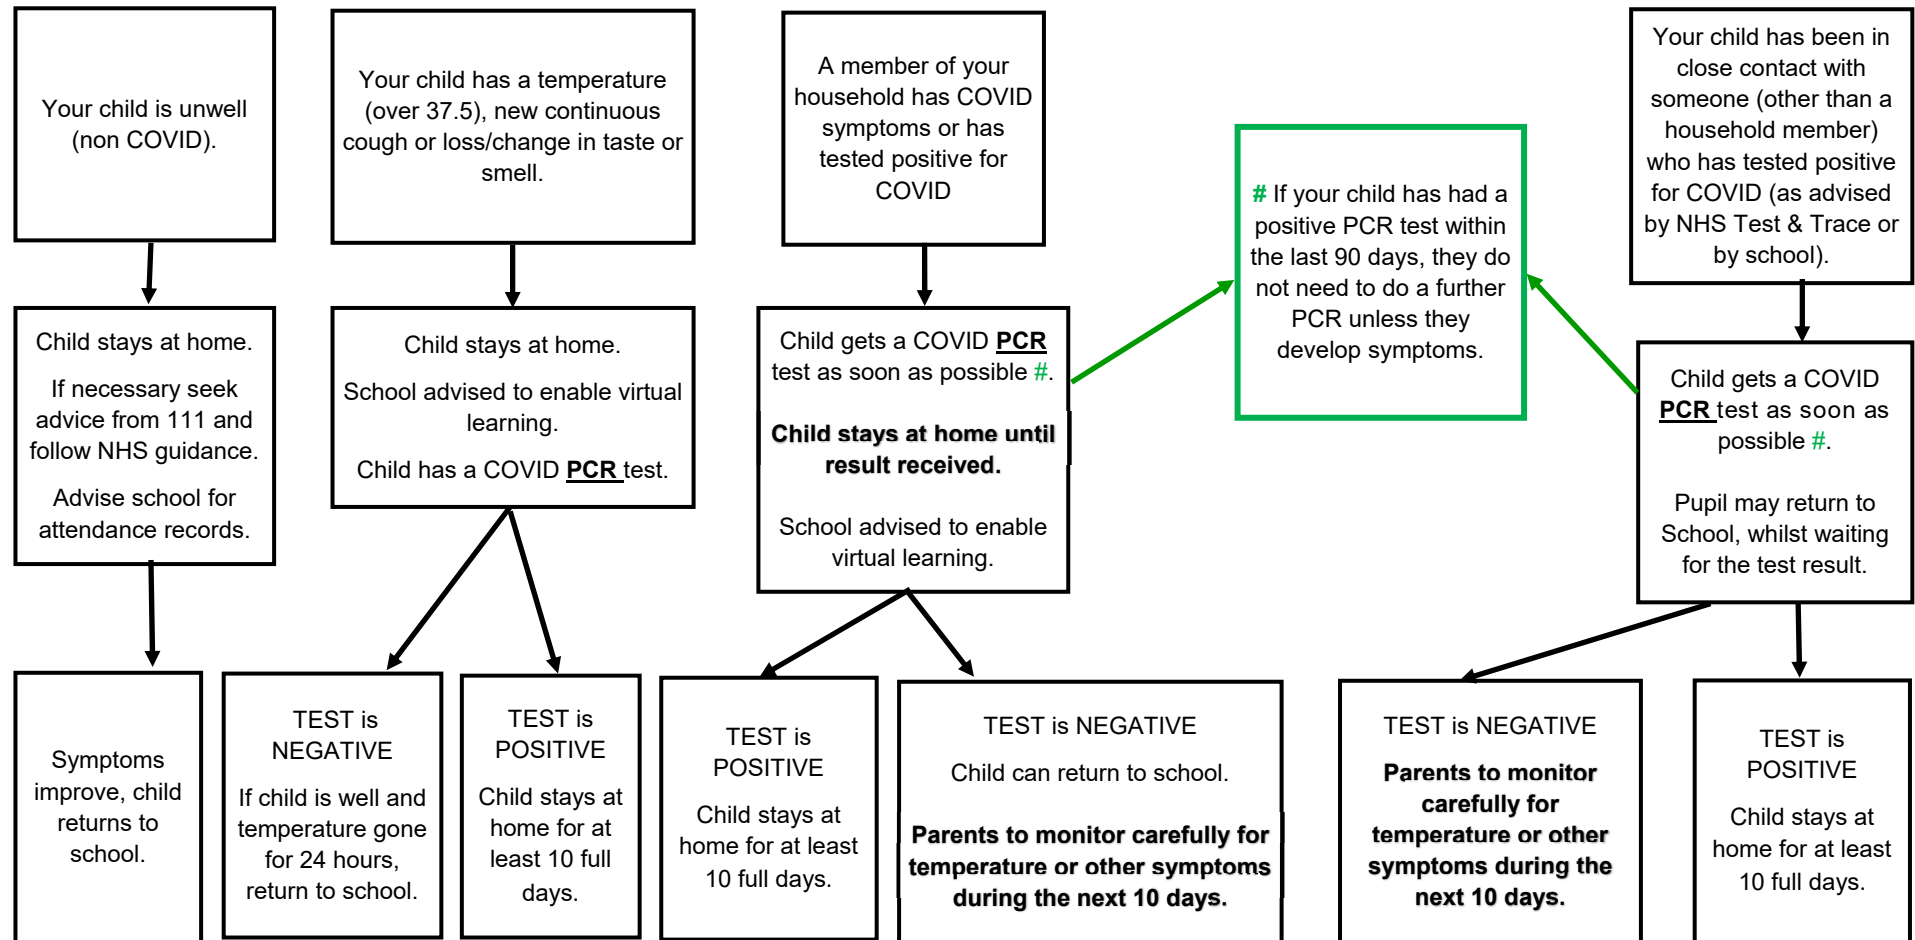 Your child is unwell
(non COVID).
Your child has a temperature
(over 37.5), new continuous
cough or loss/change in taste or
smell.
A member of your
household has COVID
symptoms or has
tested positive for
COVID
# If your child has had a
positive PCR test within
the last 90 days, they do
not need to do a further
PCR unless they
develop symptoms.
Your child has been in
close contact with
someone (other than a
household member)
who has tested positive
for COVID (as advised
by NHS Test & Trace or
by school).
Child stays at home.
If necessary seek
advice from 111 and
follow NHS guidance.
Advise school for
attendance records.
Child stays at home.
School advised to enable virtual
learning.
Child has a COVID PCR test.
Child gets a COVID PCR
test as soon as possible #.
Child stays at home until
result received.
School advised to enable
virtual learning.
Child gets a COVID
PCR test as soon as
possible #.
Pupil may return to
School, whilst waiting
for the test result.
Symptoms
improve, child
returns to
school.
TEST is
NEGATIVE
If child is well and
temperature gone
for 24 hours,
return to school.
TEST is
POSITIVE
Child stays at
home for at
least 10 full
days.
TEST is
POSITIVE
Child stays at
home for at least
10 full days.
TEST is NEGATIVE
Child can return to school.
Parents to monitor carefully for
temperature or other symptoms
during the next 10 days.
TEST is NEGATIVE
Parents to monitor
carefully for
temperature or other
symptoms during the
next 10 days.
TEST is
POSITIVE
Child stays at
home for at least
10 full days.